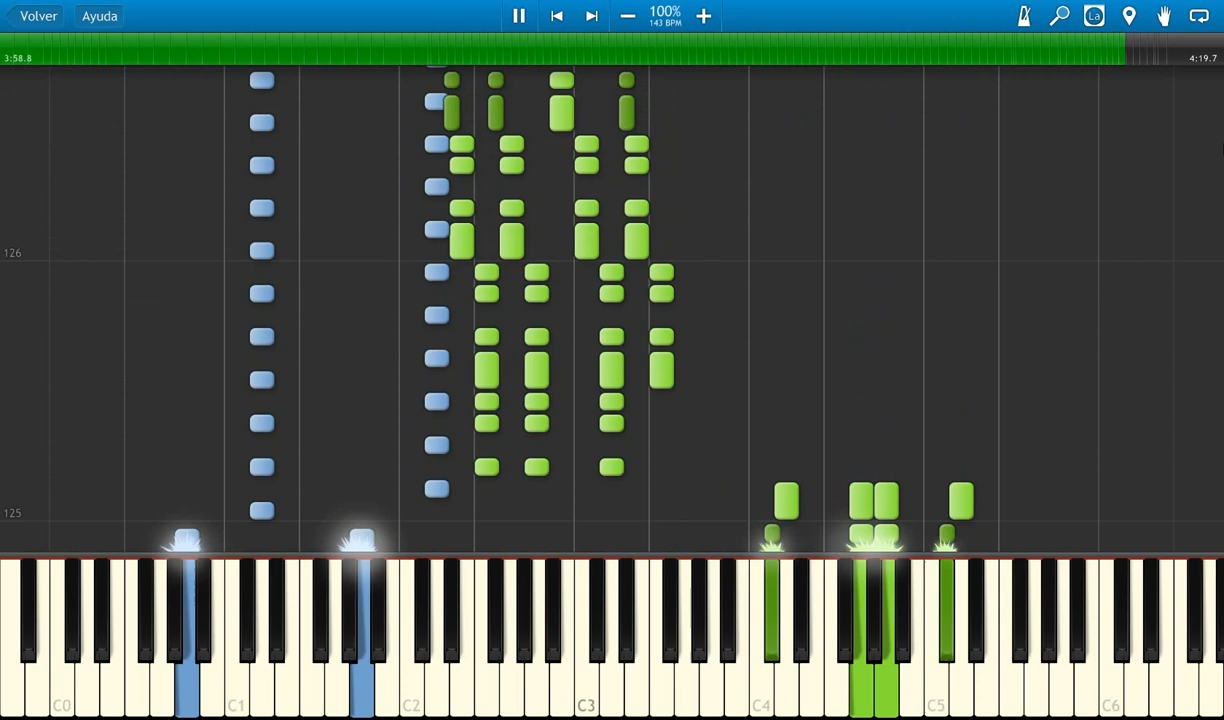 Volver Ayuda 100% La
143 BPM
3:58.8 4:19.7
126
125
C0 C1 C2 C3 C4 C5 C6